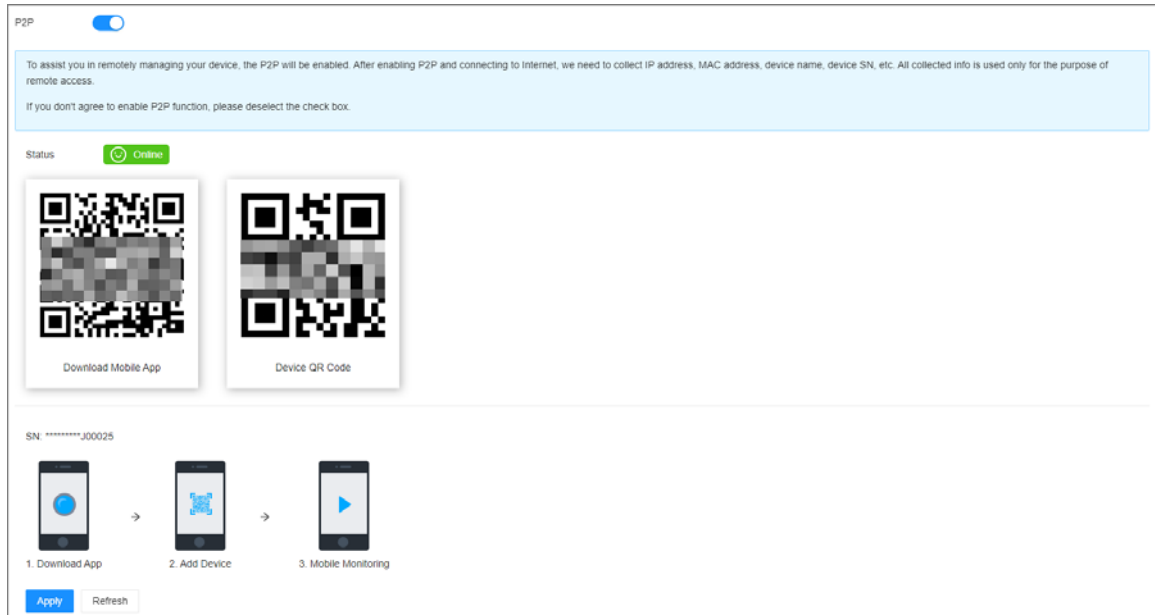 P2P
To assist you in remotely managing your device, the P2P will be enabled. After enabling P2P and connecting to Internet, we need to collect IP address, MAC address, device name, device SN, etc. All collected info is used only for the purpose of
remote access.
If you don't agree to enable P2P function, please deselect the check box.
Status Online
Download Mobile App Device QR Code
SN: *********J00025
1. Download App 2. Add Device 3. Mobile Monitoring
Apply Refresh